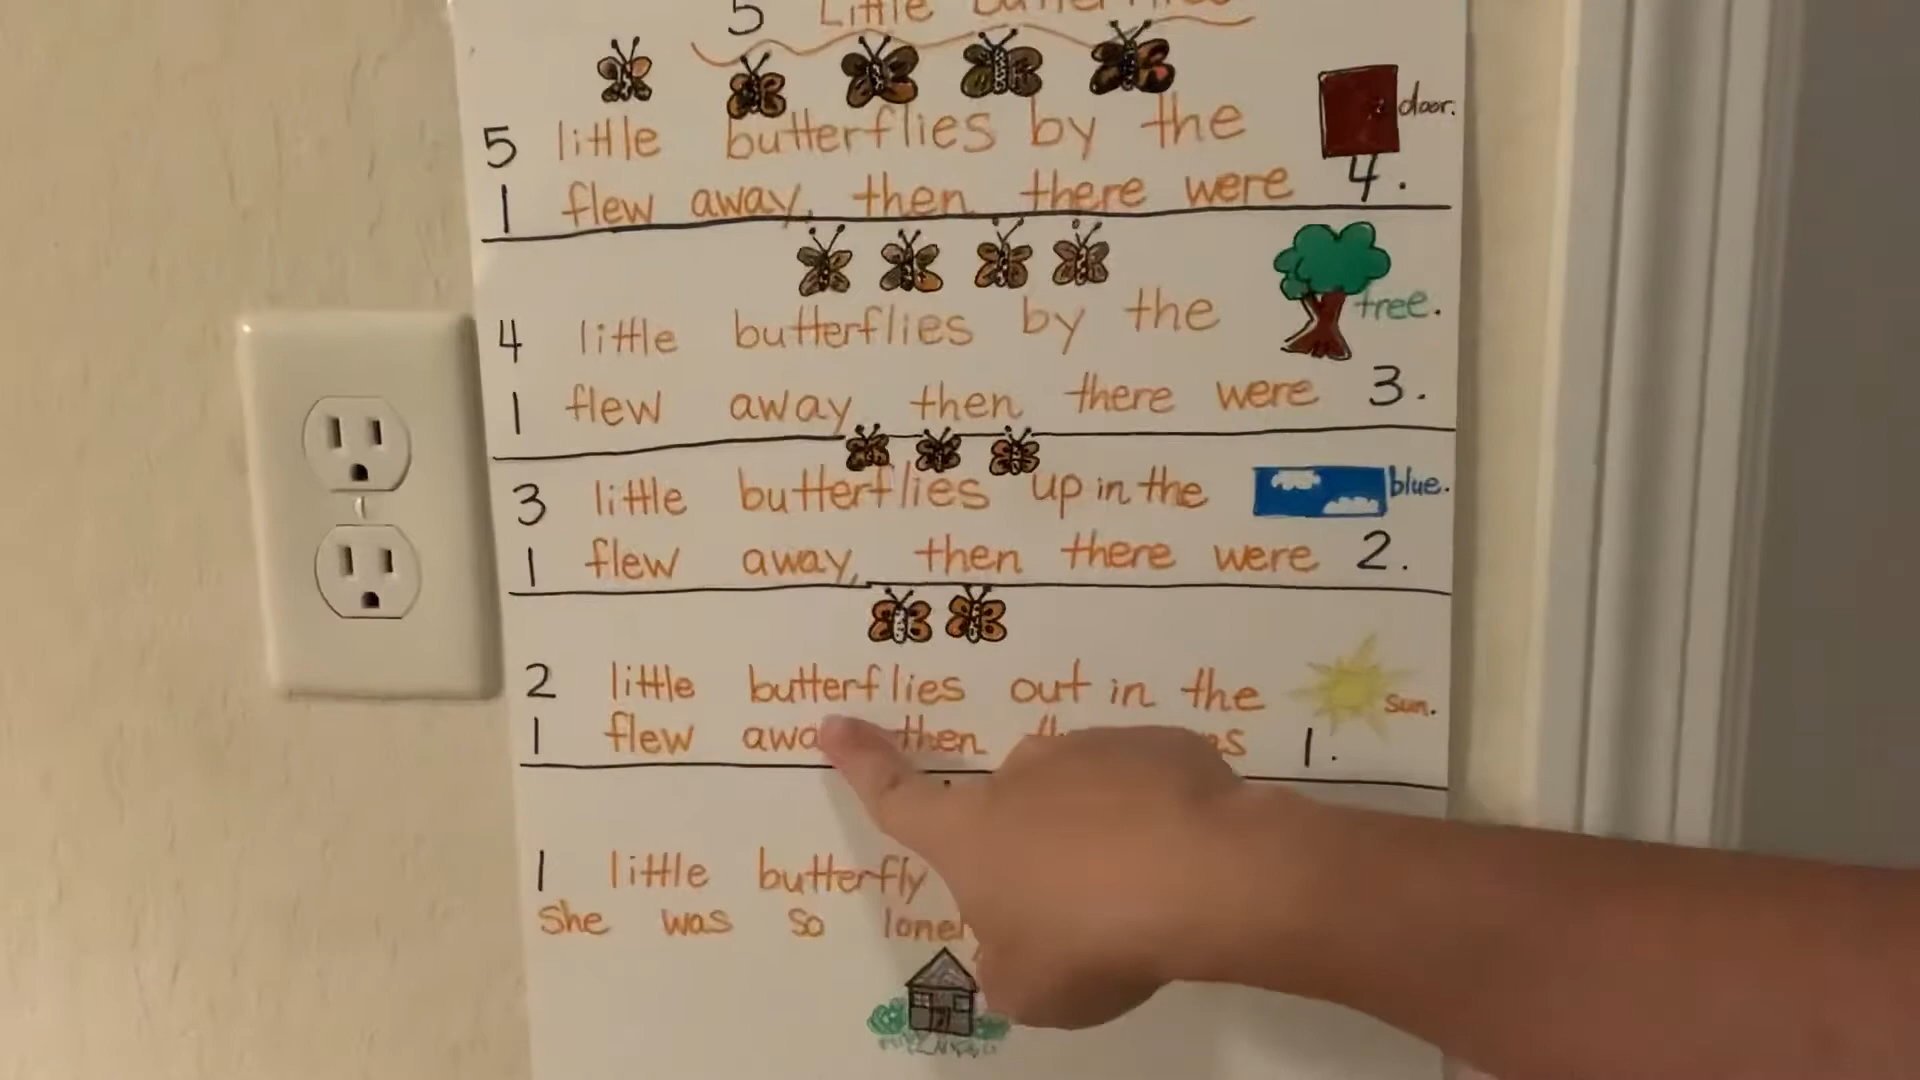 5 Little Butterflies
5 little butterflies by the door.
1 flew away, then there were 4.
4 little butterflies by the tree.
1 flew away, then there were 3.
3 little butterflies up in the blue.
1 flew away, then there were 2.
2 little butterflies out in the sun.
1 flew then 1.
1 little butterfly
She was so